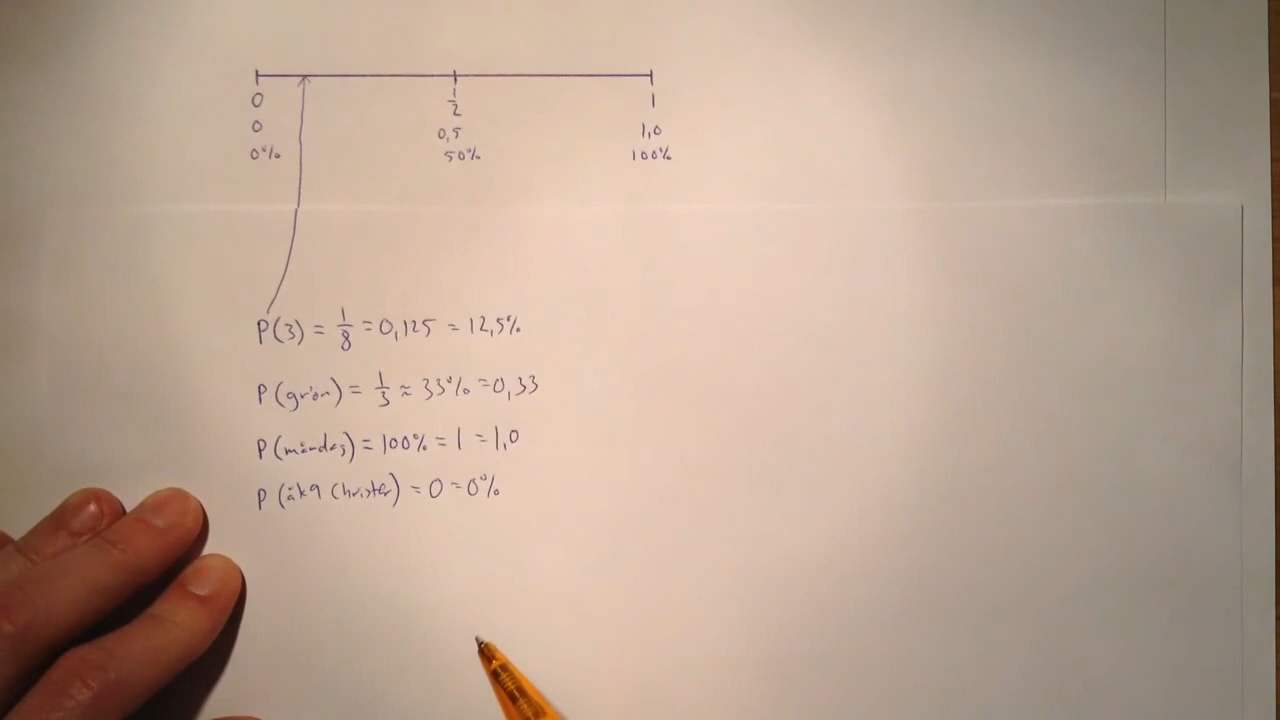 0 1/2 1
0 0,5 1,0
0% 50% 100%
P(3) = 1/8 = 0,125 = 12,5%
P(grön) = 1/3 ≈ 33% = 0,33
P(måndag) = 100% = 1 = 1,0
P(åka Christer) = 0 = 0%